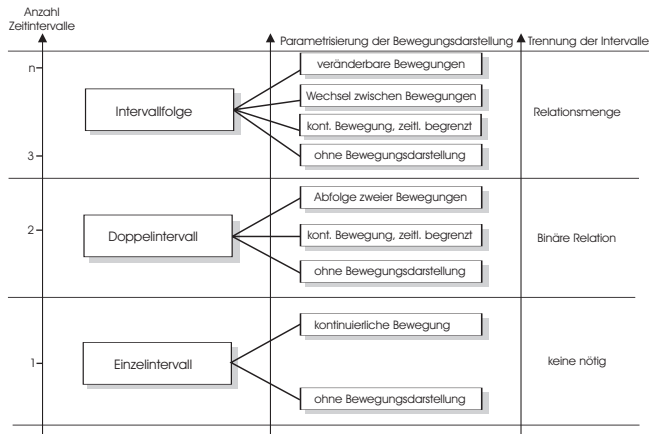 Anzahl
Zeitintervalle
Parametrisierung der Bewegungsdarstellung
Trennung der Intervalle
n
veränderbare Bewegungen
Wechsel zwischen Bewegungen
Intervallfolge
Relationsmenge
kont. Bewegung, zeitl. begrenzt
3
ohne Bewegungsdarstellung
Abfolge zweier Bewegungen
2
Doppelintervall
kont. Bewegung, zeitl. begrenzt
Binäre Relation
ohne Bewegungsdarstellung
kontinuierliche Bewegung
1
Einzelintervall
keine nötig
ohne Bewegungsdarstellung